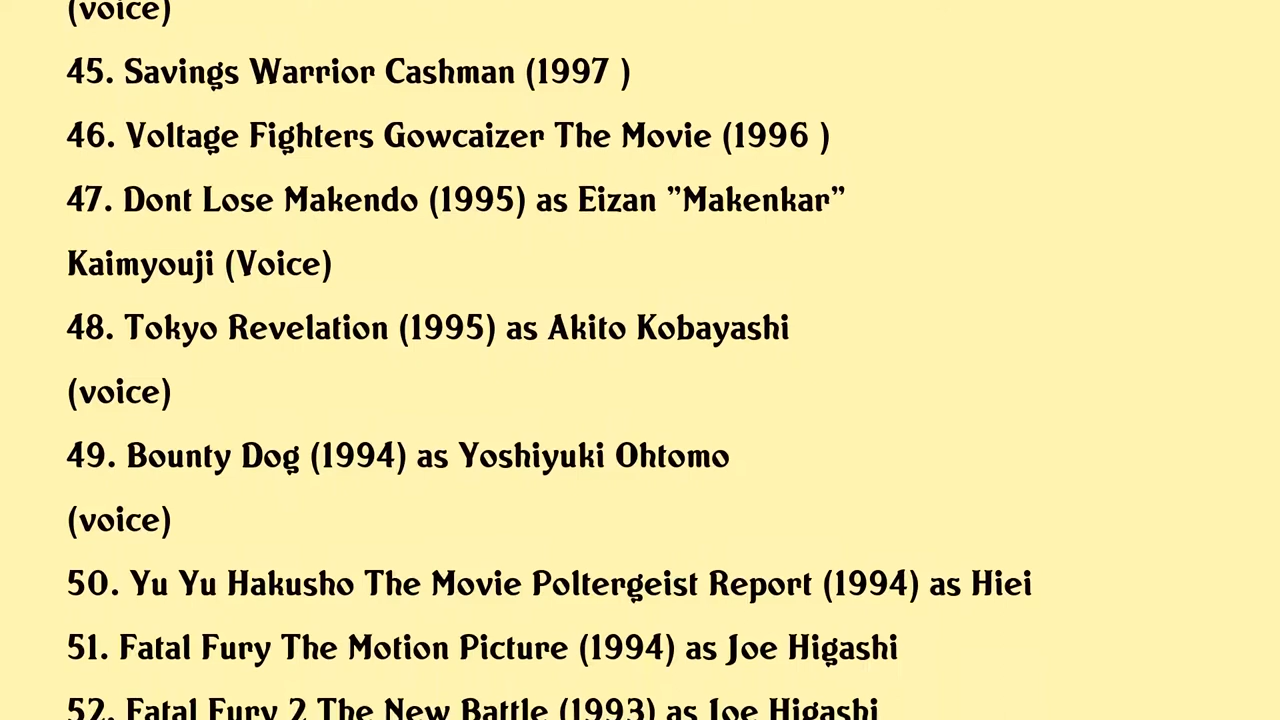 (voice)
45. Savings Warrior Cashman (1997 )
46. Voltage Fighters Gowcaizer The Movie (1996 )
47. Dont Lose Makendo (1995) as Eizan ”Makenkar”
Kaimyouji (Voice)
48. Tokyo Revelation (1995) as Akito Kobayashi
(voice)
49. Bounty Dog (1994) as Yoshiyuki Ohtomo
(voice)
50. Yu Yu Hakusho The Movie Poltergeist Report (1994) as Hiei
51. Fatal Fury The Motion Picture (1994) as Joe Higashi
52. Fatal Fury 2 The New Battle (1993) as Joe Higashi